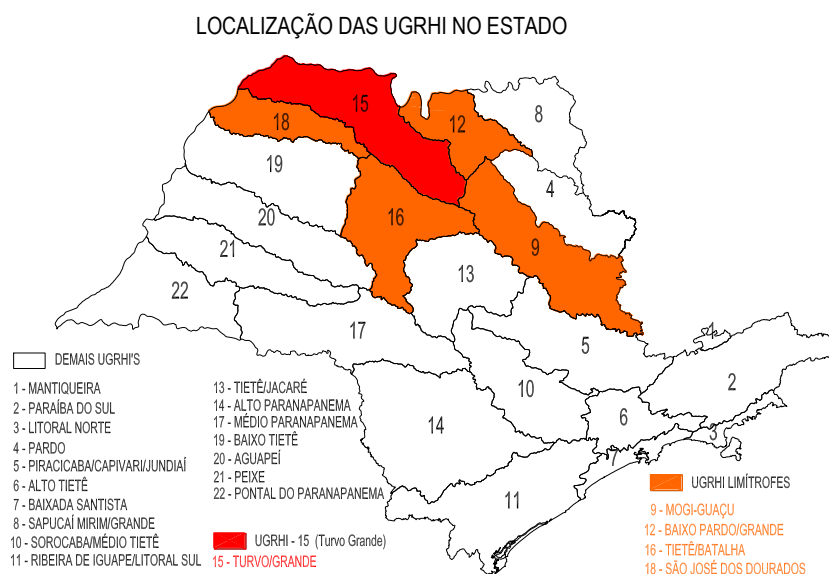 LOCALIZAÇÃO DAS UGRHI NO ESTADO
15
8
12
18
19
4
16
20
9
21
13
22
17
5
2
10
6
14
3
7
11
DEMAIS UGRHI'S
1 - MANTIQUEIRA
2 - PARAÍBA DO SUL
3 - LITORAL NORTE
4 - PARDO
5 - PIRACICABA/CAPIVARI/JUNDIAÍ
6 - ALTO TIETÊ
7 - BAIXADA SANTISTA
8 - SAPUCAÍ MIRIM/GRANDE
10 - SOROCABA/MÉDIO TIETÊ
11 - RIBEIRA DE IGUAPE/LITORAL SUL
13 - TIETÊ/JACARÉ
14 - ALTO PARANAPANEMA
17 - MÉDIO PARANAPANEMA
19 - BAIXO TIETÊ
20 - AGUAPEÍ
21 - PEIXE
22 - PONTAL DO PARANAPANEMA
UGRHI - 15 (Turvo Grande)
15 - TURVO/GRANDE
UGRHI LIMÍTROFES
9 - MOGI-GUAÇU
12 - BAIXO PARDO/GRANDE
16 - TIETÊ/BATALHA
18 - SÃO JOSÉ DOS DOURADOS